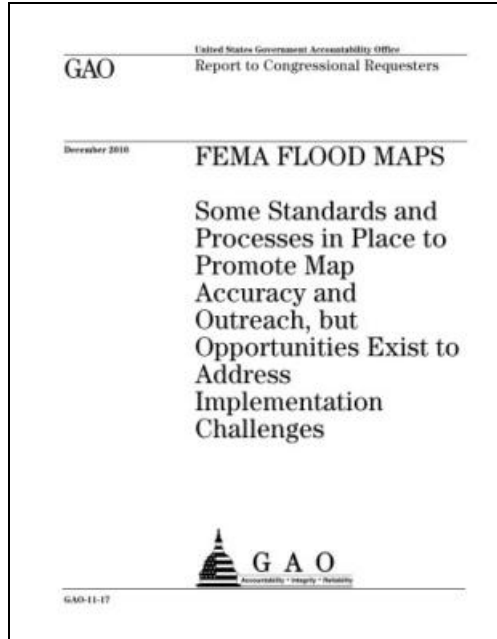 United States Government Accountability Office
GAO
Report to Congressional Requesters
December 2010
FEMA FLOOD MAPS
Some Standards and
Processes in Place to
Promote Map
Accuracy and
Outreach, but
Opportunities Exist to
Address
Implementation
Challenges
G A O
Accountability * Integrity * Reliability
GAO-11-17